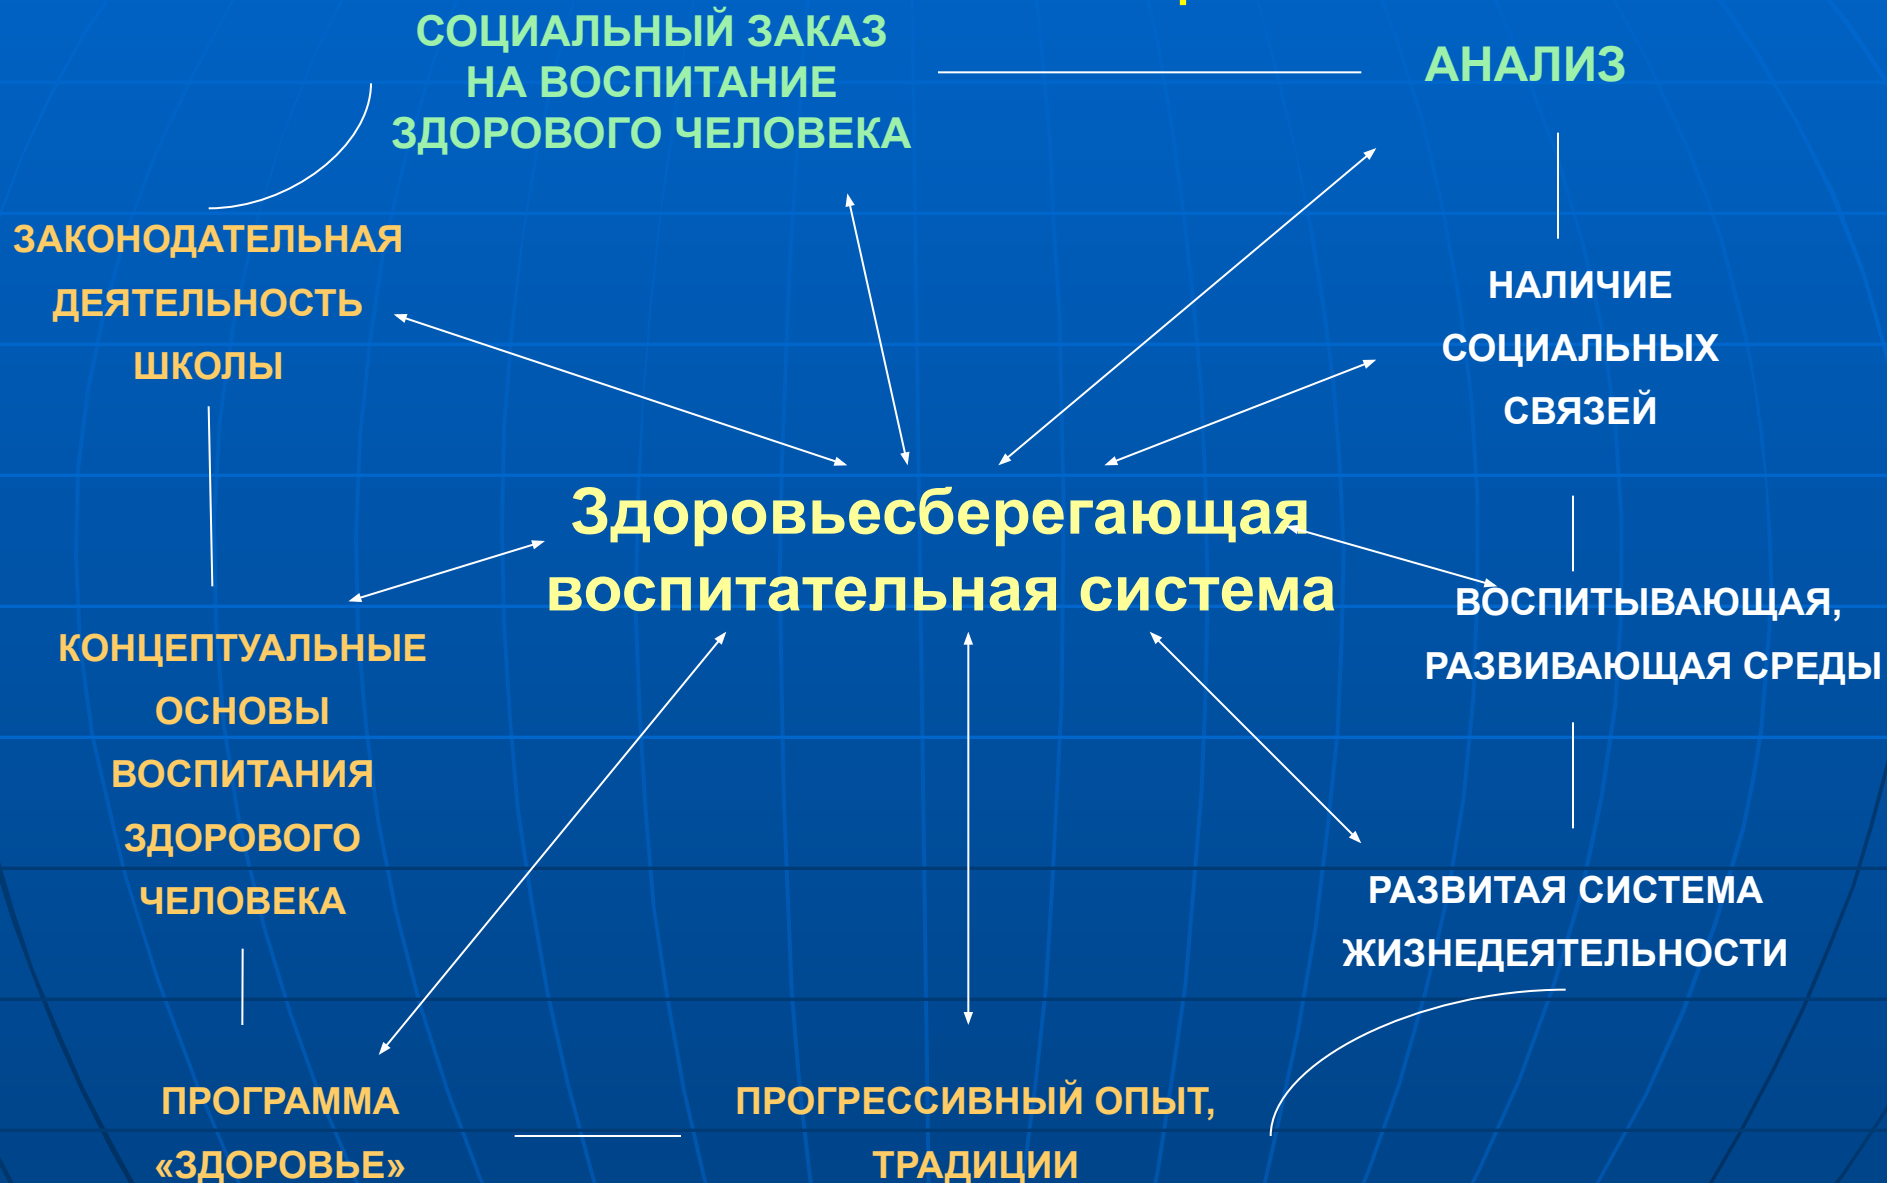 СОЦИАЛЬНЫЙ ЗАКАЗ
НА ВОСПИТАНИЕ
ЗДОРОВОГО ЧЕЛОВЕКА
АНАЛИЗ
ЗАКОНОДАТЕЛЬНАЯ
ДЕЯТЕЛЬНОСТЬ
ШКОЛЫ
НАЛИЧИЕ
СОЦИАЛЬНЫХ
СВЯЗЕЙ
Здоровьесберегающая
воспитательная система
ВОСПИТЫВАЮЩАЯ,
РАЗВИВАЮЩАЯ СРЕДЫ
КОНЦЕПТУАЛЬНЫЕ
ОСНОВЫ
ВОСПИТАНИЯ
ЗДОРОВОГО
ЧЕЛОВЕКА
РАЗВИТАЯ СИСТЕМА
ЖИЗНЕДЕЯТЕЛЬНОСТИ
ПРОГРАММА
«ЗДОРОВЬЕ»
ПРОГРЕССИВНЫЙ ОПЫТ,
ТРАДИЦИИ